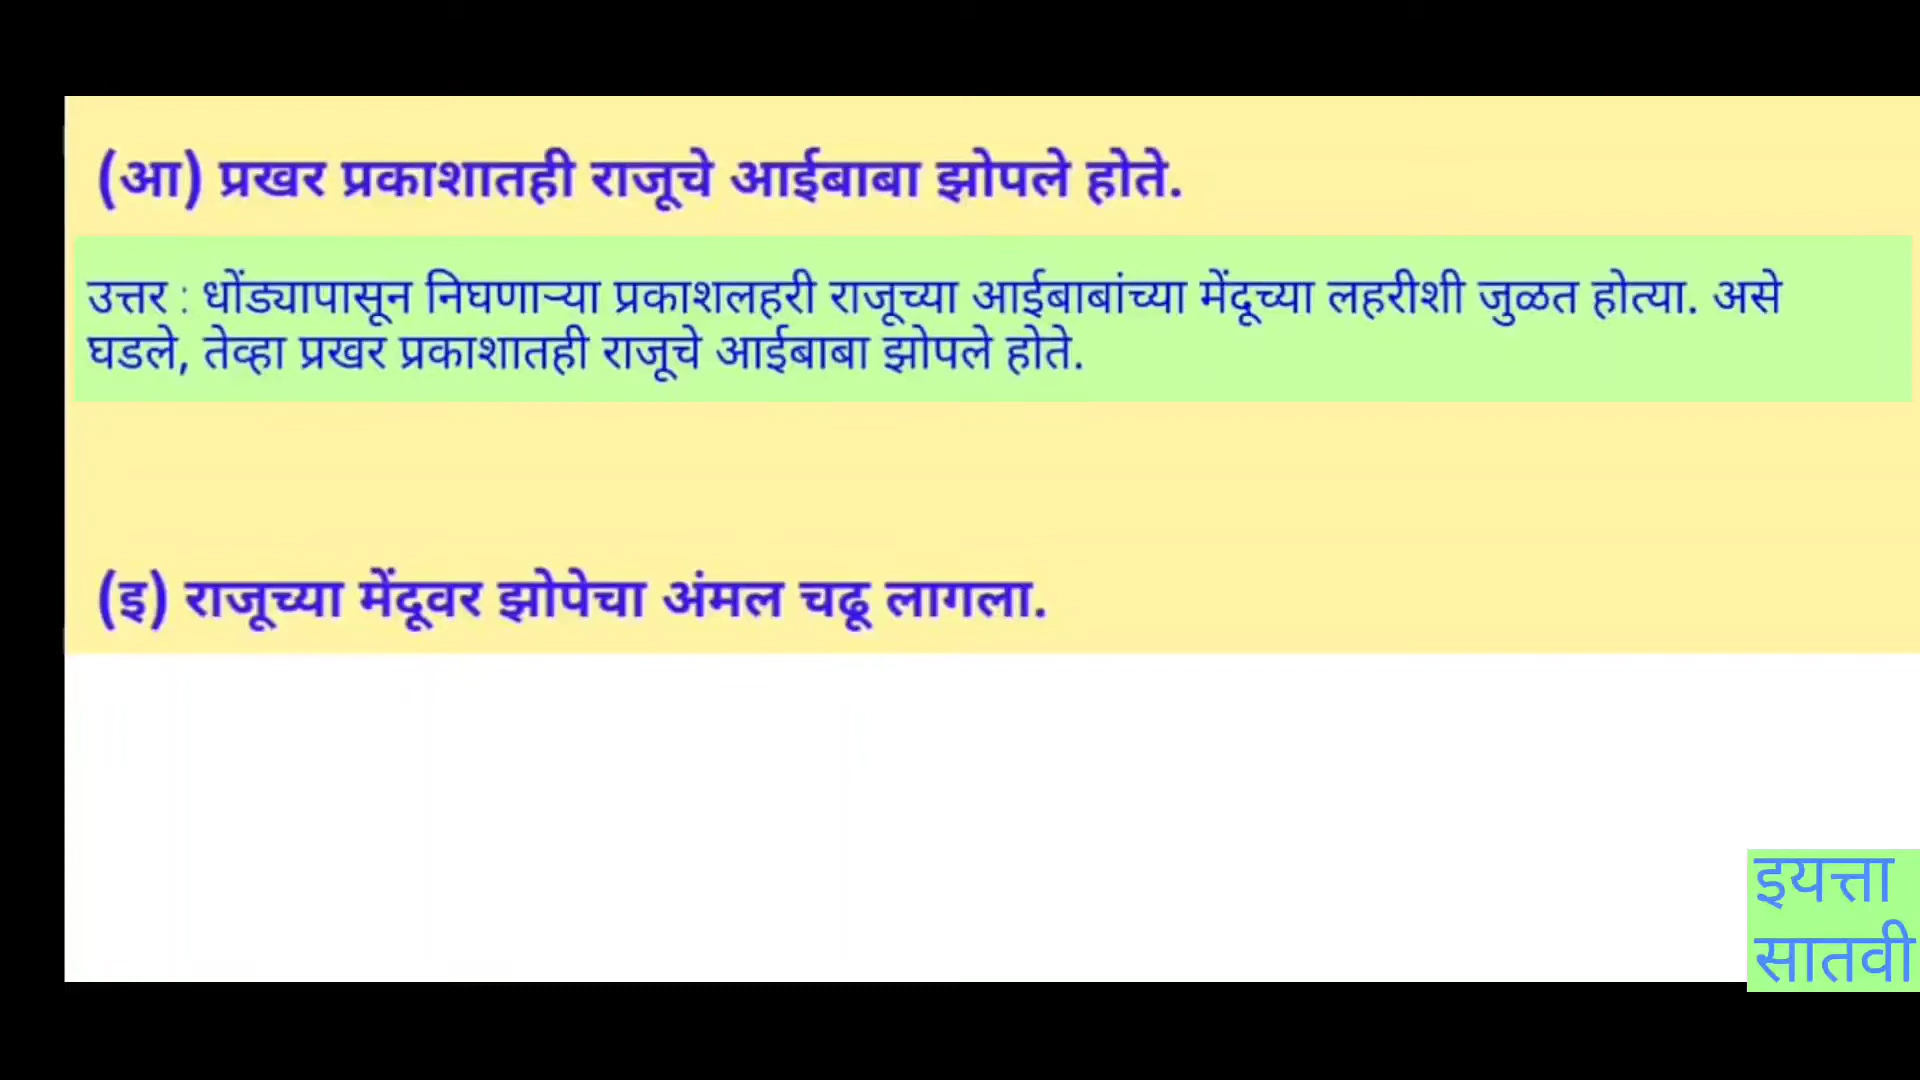 (आ) प्रखर प्रकाशातही राजूचे आईबाबा झोपले होते.
उत्तर : धोंड्यापासून निघणाऱ्या प्रकाशलहरी राजूच्या आईबाबांच्या मेंदूच्या लहरीशी जुळत होत्या. असे
घडले, तेव्हा प्रखर प्रकाशातही राजूचे आईबाबा झोपले होते.
(इ) राजूच्या मेंदूवर झोपेचा अंमल चढू लागला.
इयत्ता
सातवी